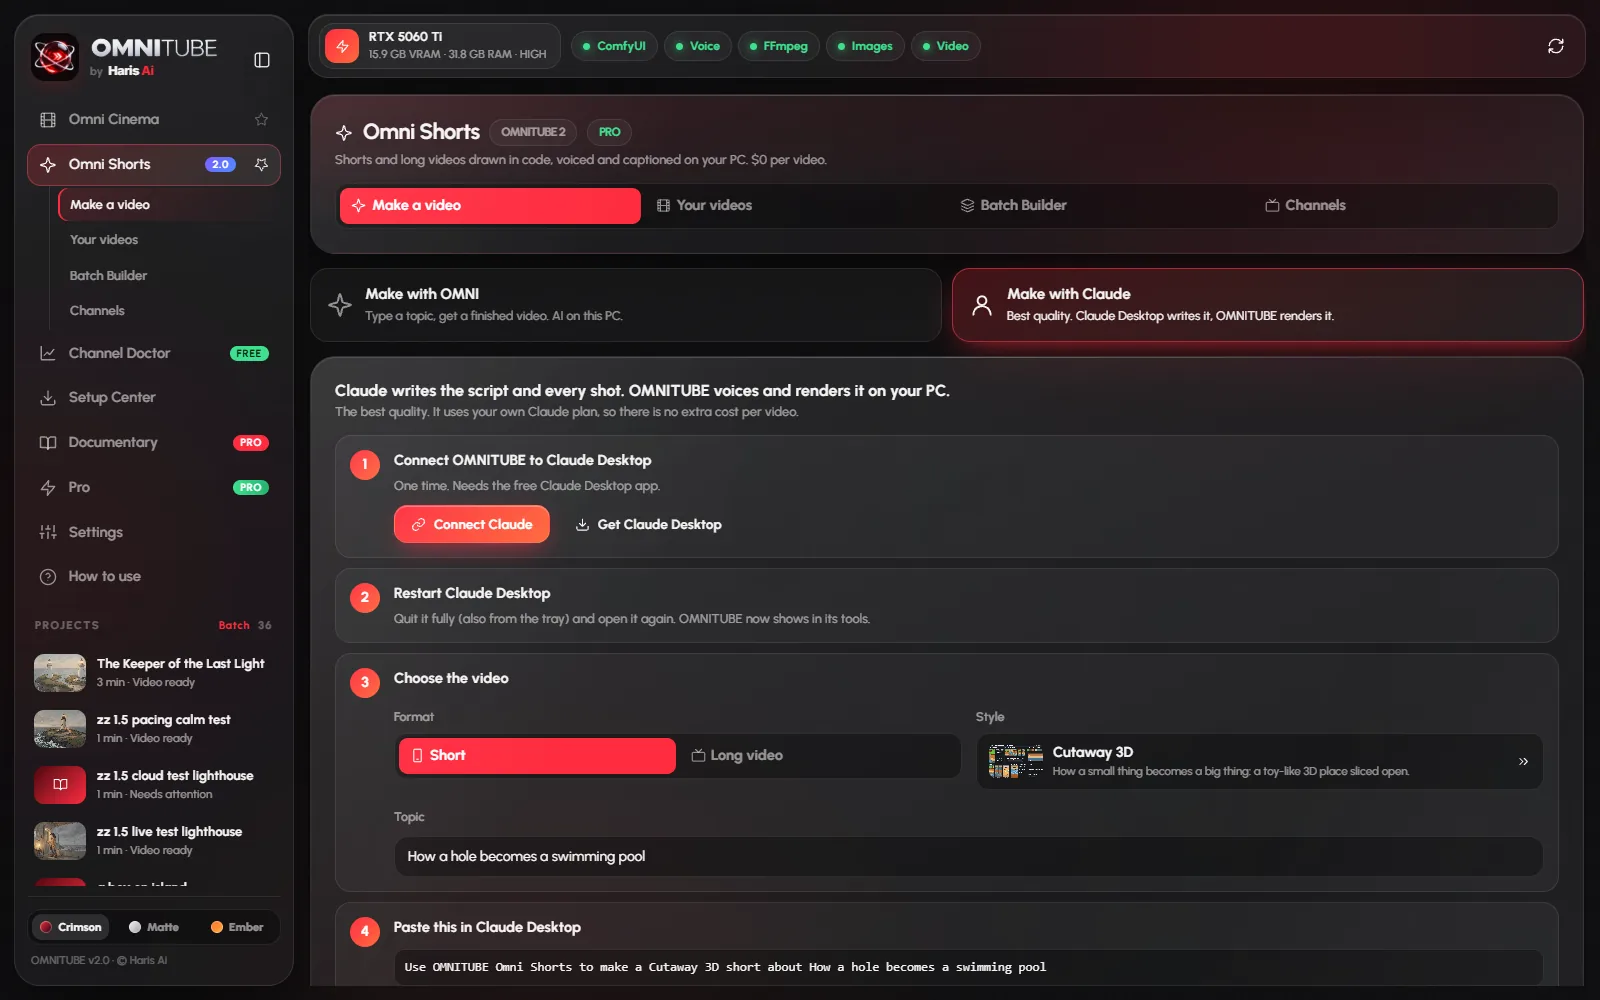 OMNITUBE
by Haris Ai
Omni Cinema
Omni Shorts 2.0
Make a video
Your videos
Batch Builder
Channels
Channel Doctor FREE
Setup Center
Documentary PRO
Pro PRO
Settings
How to use
PROJECTS Batch 36
The Keeper of the Last Light
3 min · Video ready
zz 1.5 pacing calm test
1 min · Video ready
zz 1.5 cloud test lighthouse
1 min · Needs attention
zz 1.5 live test lighthouse
1 min · Video ready
Crimson Matte Ember
OMNITUBE v2.0 · © Haris Ai
RTX 5060 Ti
15.9 GB VRAM · 31.8 GB RAM · HIGH
ComfyUI Voice FFmpeg Images Video
Omni Shorts OMNITUBE 2 PRO
Shorts and long videos drawn in code, voiced and captioned on your PC. $0 per video.
Make a video Your videos Batch Builder Channels
Make with OMNI
Type a topic, get a finished video. AI on this PC.
Make with Claude
Best quality. Claude Desktop writes it, OMNITUBE renders it.
Claude writes the script and every shot. OMNITUBE voices and renders it on your PC.
The best quality. It uses your own Claude plan, so there is no extra cost per video.
1 Connect OMNITUBE to Claude Desktop
One time. Needs the free Claude Desktop app.
Connect Claude Get Claude Desktop
2 Restart Claude Desktop
Quit it fully (also from the tray) and open it again. OMNITUBE now shows in its tools.
3 Choose the video
Format
Short Long video
Style
Cutaway 3D
How a small thing becomes a big thing: a toy-like 3D place sliced open.
Topic
How a hole becomes a swimming pool
4 Paste this in Claude Desktop
Use OMNITUBE Omni Shorts to make a Cutaway 3D short about How a hole becomes a swimming pool